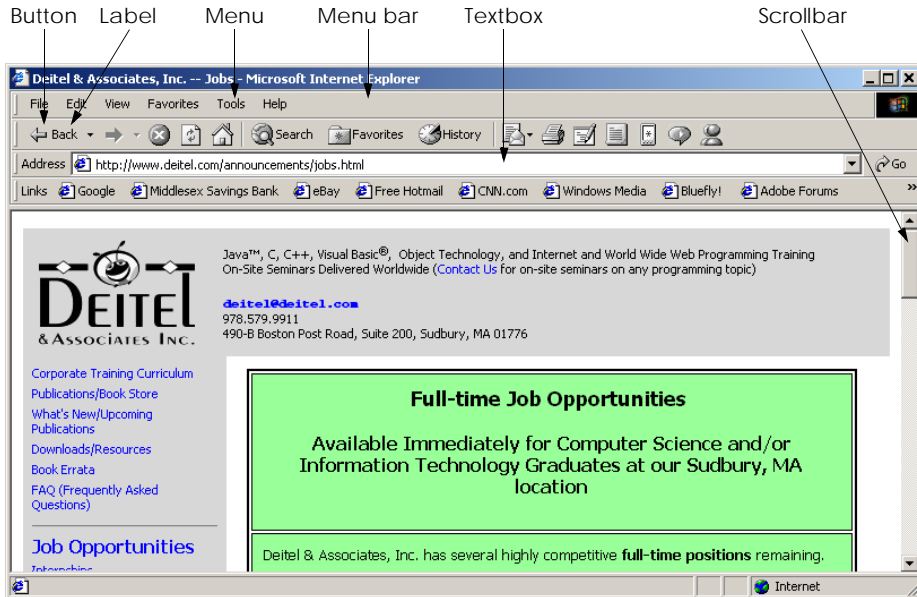 Button Label Menu Menu bar Textbox Scrollbar
Deitel & Associates, Inc. -- Jobs - Microsoft Internet Explorer
File Edit View Favorites Tools Help
Back Search Favorites History
Address http://www.deitel.com/announcements/jobs.html Go
Links Google Middlesex Savings Bank eBay Free Hotmail CNN.com Windows Media Bluefly! Adobe Forums »
Java™, C, C++, Visual Basic®, Object Technology, and Internet and World Wide Web Programming Training
On-Site Seminars Delivered Worldwide (Contact Us for on-site seminars on any programming topic)
deitel@deitel.com
978.579.9911
490-B Boston Post Road, Suite 200, Sudbury, MA 01776
DEITEL
& ASSOCIATES INC.
Corporate Training Curriculum
Publications/Book Store
What's New/Upcoming
Publications
Downloads/Resources
Book Errata
FAQ (Frequently Asked
Questions)
Job Opportunities
Internships
Full-time Job Opportunities
Available Immediately for Computer Science and/or
Information Technology Graduates at our Sudbury, MA
location
Deitel & Associates, Inc. has several highly competitive full-time positions remaining.
Internet